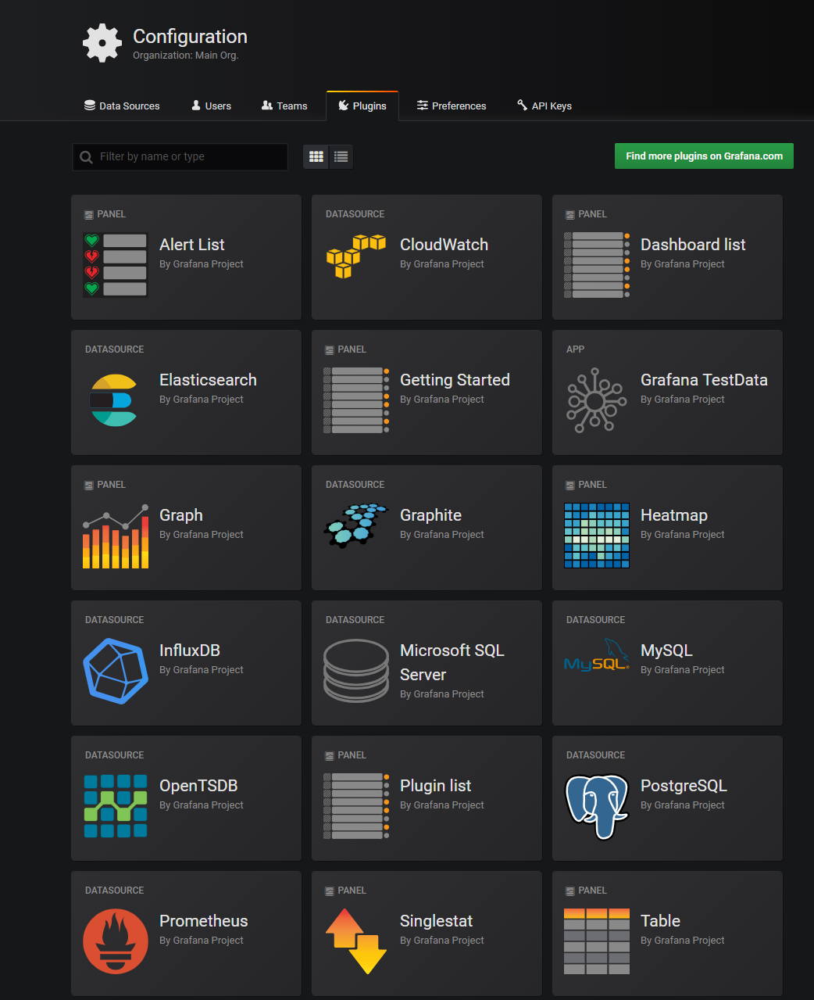 Configuration
Organization: Main Org.
Data Sources
Users
Teams
Plugins
Preferences
API Keys
Filter by name or type
Find more plugins on Grafana.com
PANEL
Alert List
By Grafana Project
DATASOURCE
CloudWatch
By Grafana Project
PANEL
Dashboard list
By Grafana Project
DATASOURCE
Elasticsearch
By Grafana Project
PANEL
Getting Started
By Grafana Project
APP
Grafana TestData
By Grafana Project
PANEL
Graph
By Grafana Project
DATASOURCE
Graphite
By Grafana Project
PANEL
Heatmap
By Grafana Project
DATASOURCE
InfluxDB
By Grafana Project
DATASOURCE
Microsoft SQL
Server
By Grafana Project
DATASOURCE
MySQL
MySQL
By Grafana Project
DATASOURCE
OpenTSDB
By Grafana Project
PANEL
Plugin list
By Grafana Project
DATASOURCE
PostgreSQL
By Grafana Project
DATASOURCE
Prometheus
By Grafana Project
PANEL
Singlestat
By Grafana Project
PANEL
Table
By Grafana Project